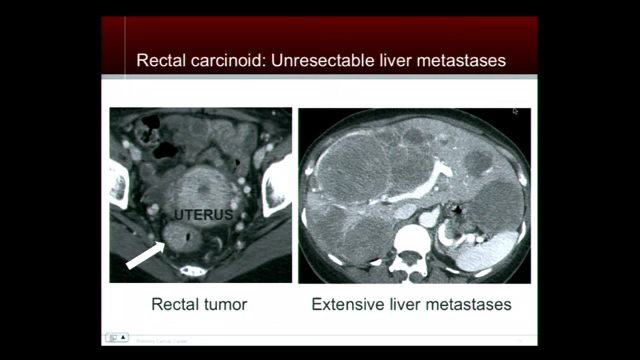 Rectal carcinoid: Unresectable liver metastases
UTERUS
Rectal tumor
Extensive liver metastases